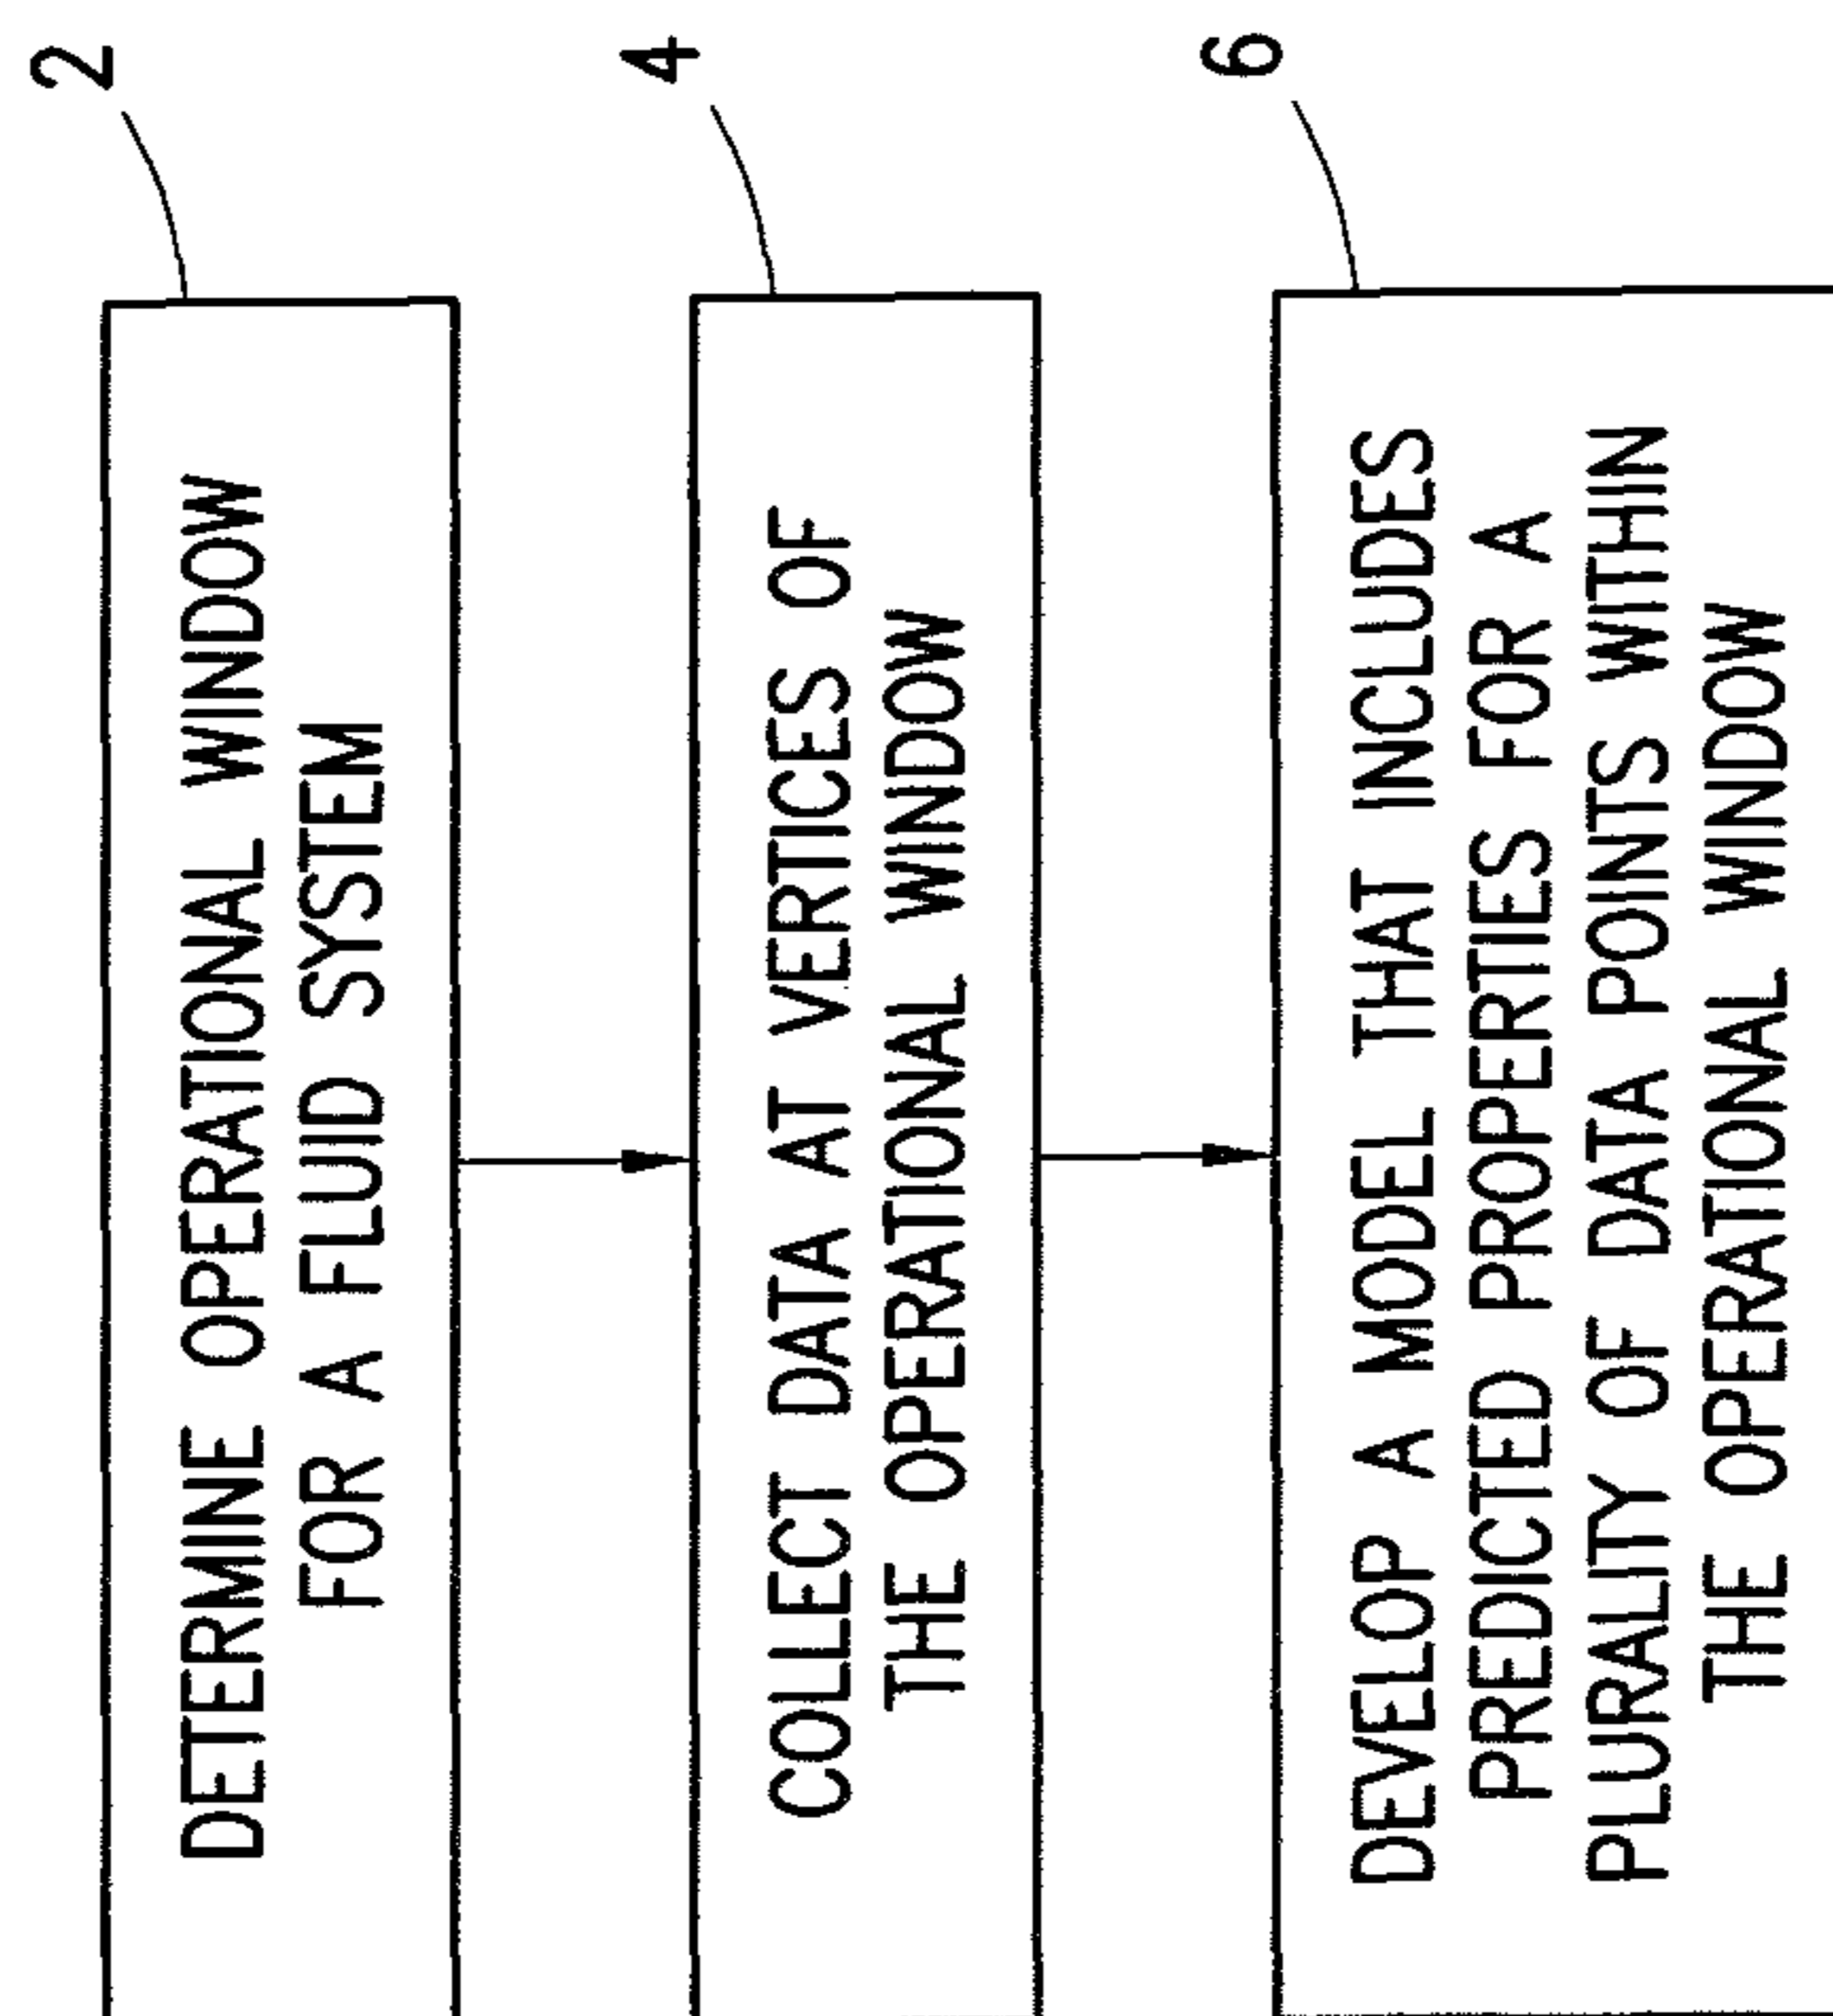 2
DETERMINE OPERATIONAL WINDOW
FOR A FLUID SYSTEM
4
COLLECT DATA AT VERTICES OF
THE OPERATIONAL WINDOW
6
DEVELOP A MODEL THAT INCLUDES
PREDICTED PROPERTIES FOR A
PLURALITY OF DATA POINTS WITHIN
THE OPERATIONAL WINDOW